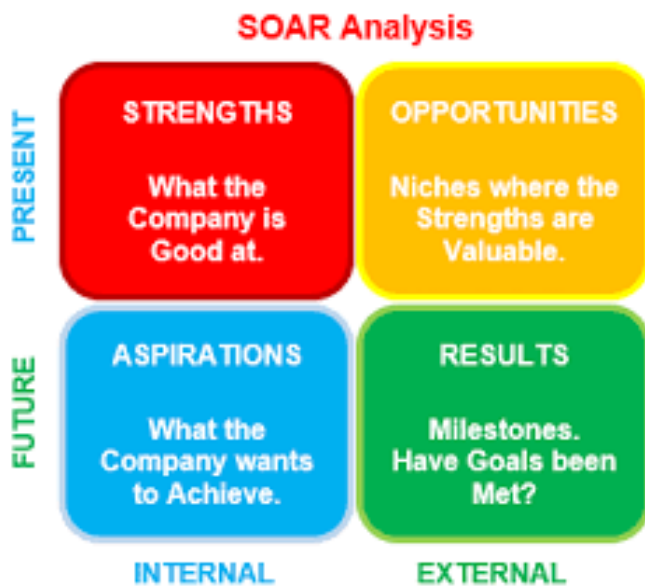 SOAR Analysis
PRESENT
STRENGTHS
What the
Company is
Good at.
OPPORTUNITIES
Niches where the
Strengths are
Valuable.
FUTURE
ASPIRATIONS
What the
Company wants
to Achieve.
RESULTS
Milestones.
Have Goals been
Met?
INTERNAL
EXTERNAL